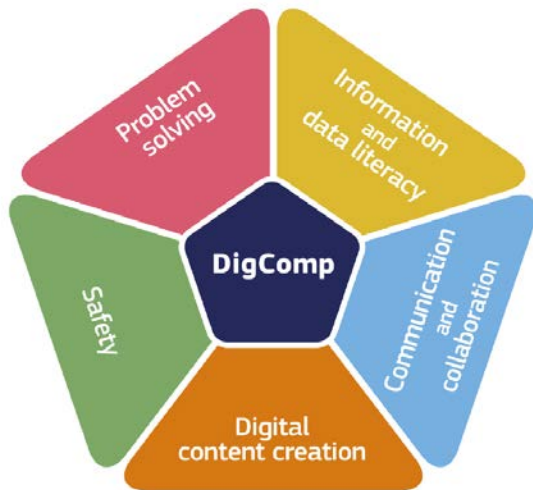 Problem
solving
Information
and
data literacy
DigComp
Safety
Communication
and
collaboration
Digital
content creation